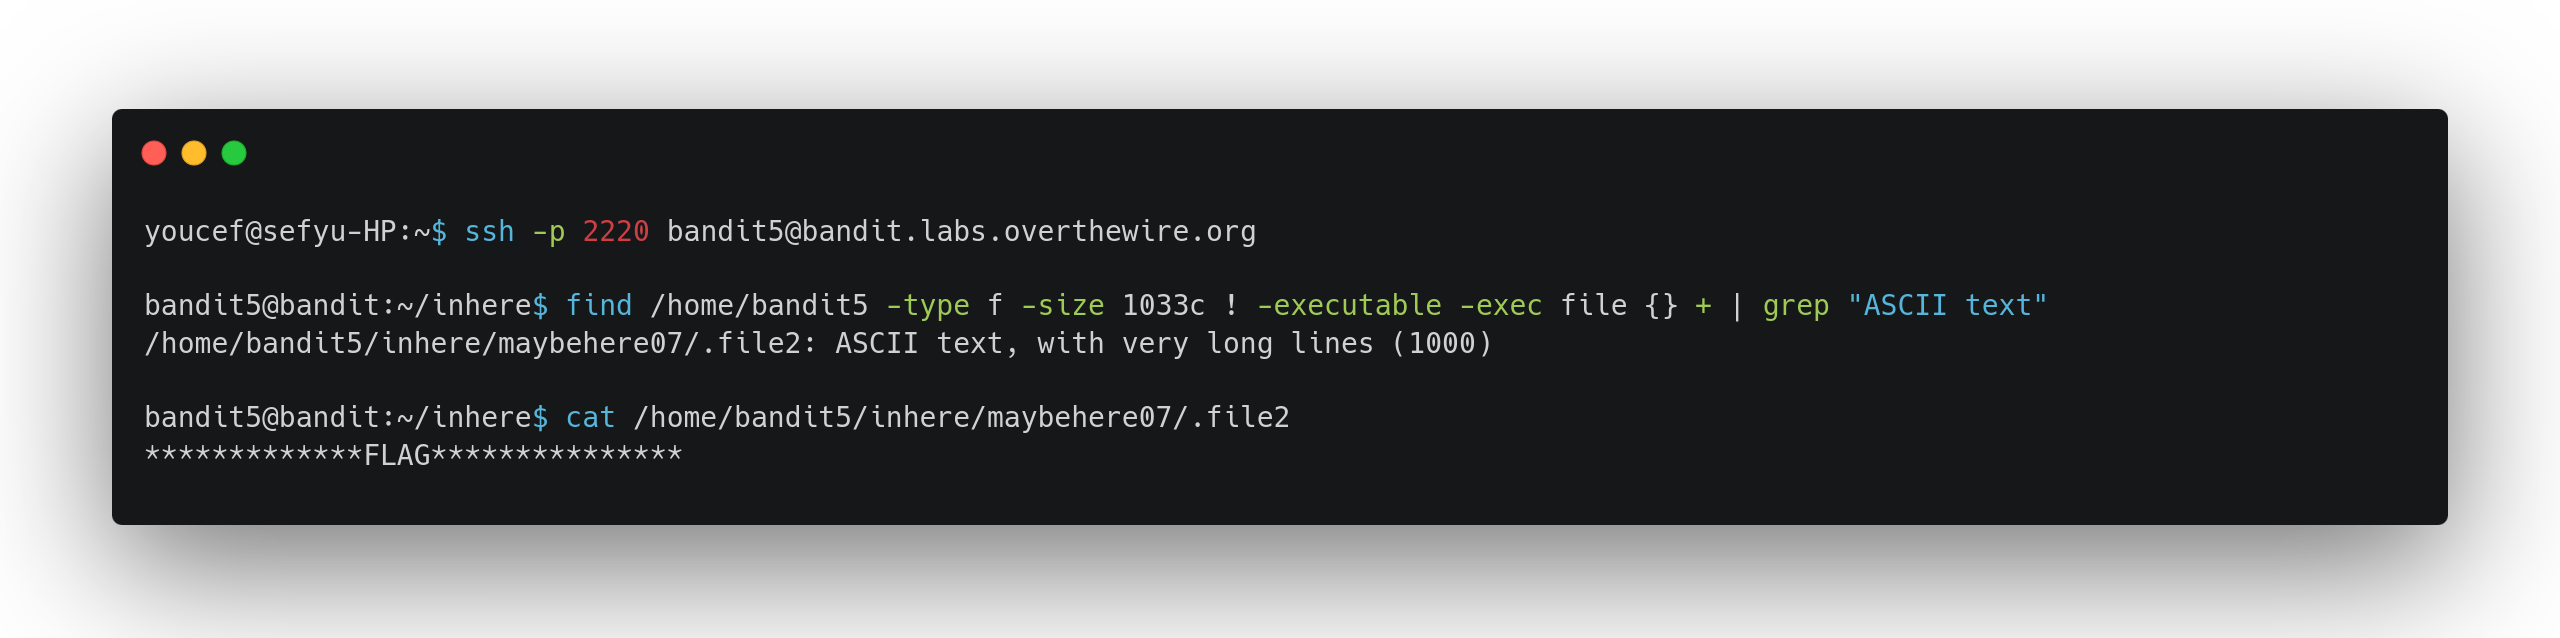 youcef@sefyu-HP:~$ ssh -p 2220 bandit5@bandit.labs.overthewire.org
bandit5@bandit:~/inhere$ find /home/bandit5 -type f -size 1033c ! -executable -exec file {} + | grep "ASCII text"
/home/bandit5/inhere/maybehere07/.file2: ASCII text, with very long lines (1000)
bandit5@bandit:~/inhere$ cat /home/bandit5/inhere/maybehere07/.file2
*************FLAG***************